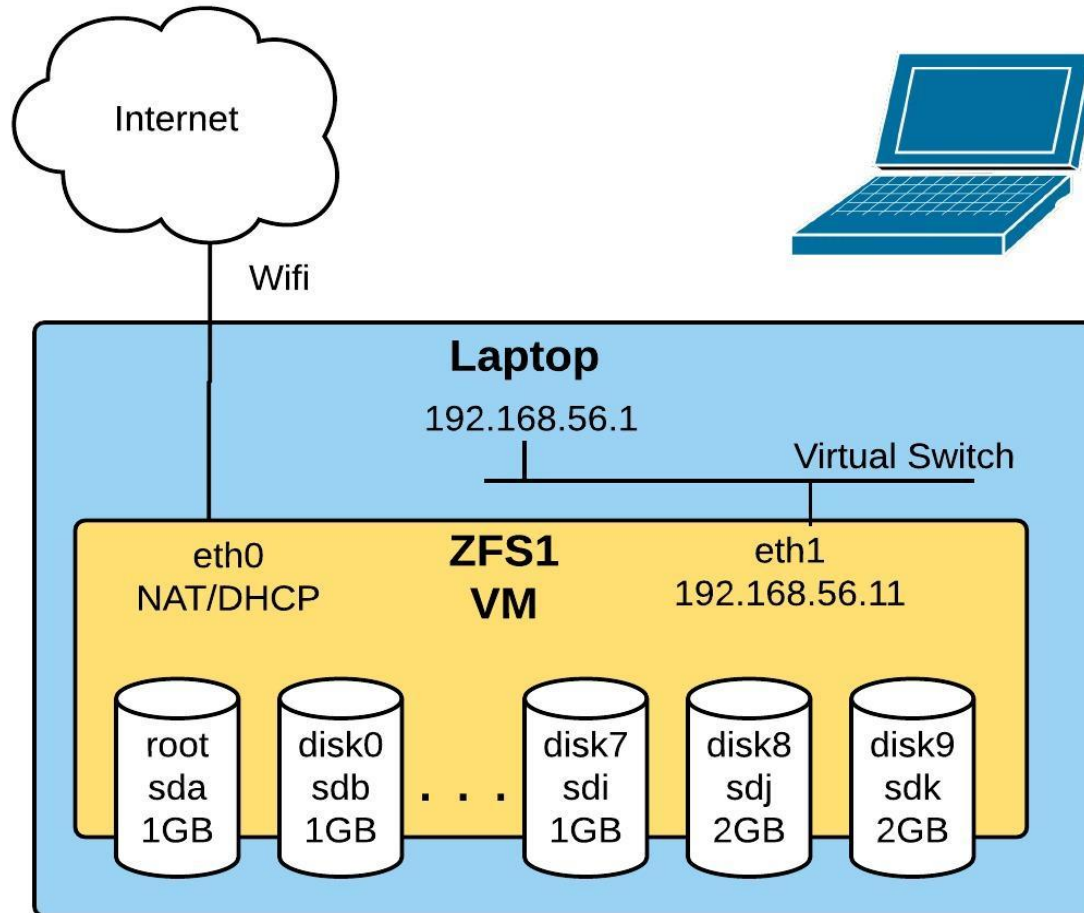 Internet
Wifi
Laptop
192.168.56.1
Virtual Switch
eth0
NAT/DHCP
ZFS1
VM
eth1
192.168.56.11
root
sda
1GB
disk0
sdb
1GB
. . .
disk7
sdi
1GB
disk8
sdj
2GB
disk9
sdk
2GB